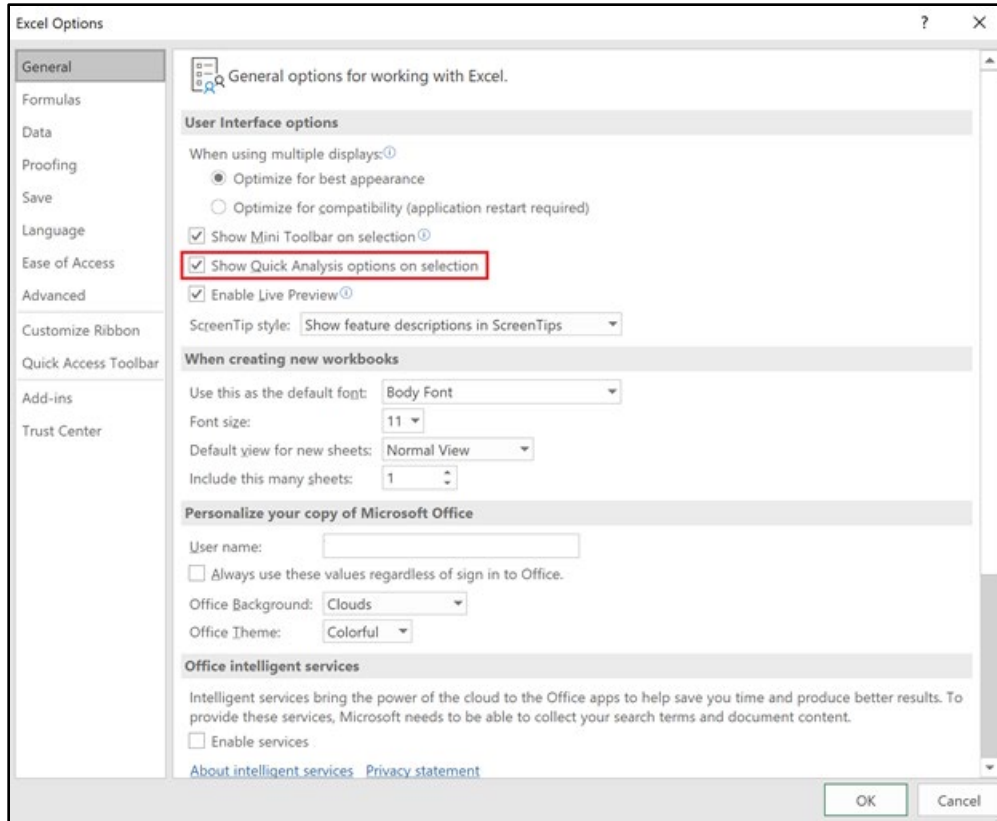 Excel Options
?
General
Formulas
Data
Proofing
Save
Language
Ease of Access
Advanced
Customize Ribbon
Quick Access Toolbar
Add-ins
Trust Center
General options for working with Excel.
User Interface options
When using multiple displays:
Optimize for best appearance
Optimize for compatibility (application restart required)
Show Mini Toolbar on selection
Show Quick Analysis options on selection
Enable Live Preview
ScreenTip style: Show feature descriptions in ScreenTips
When creating new workbooks
Use this as the default font: Body Font
Font size: 11
Default view for new sheets: Normal View
Include this many sheets: 1
Personalize your copy of Microsoft Office
User name:
Always use these values regardless of sign in to Office.
Office Background: Clouds
Office Theme: Colorful
Office intelligent services
Intelligent services bring the power of the cloud to the Office apps to help save you time and produce better results. To
provide these services, Microsoft needs to be able to collect your search terms and document content.
Enable services
About intelligent services Privacy statement
OK Cancel